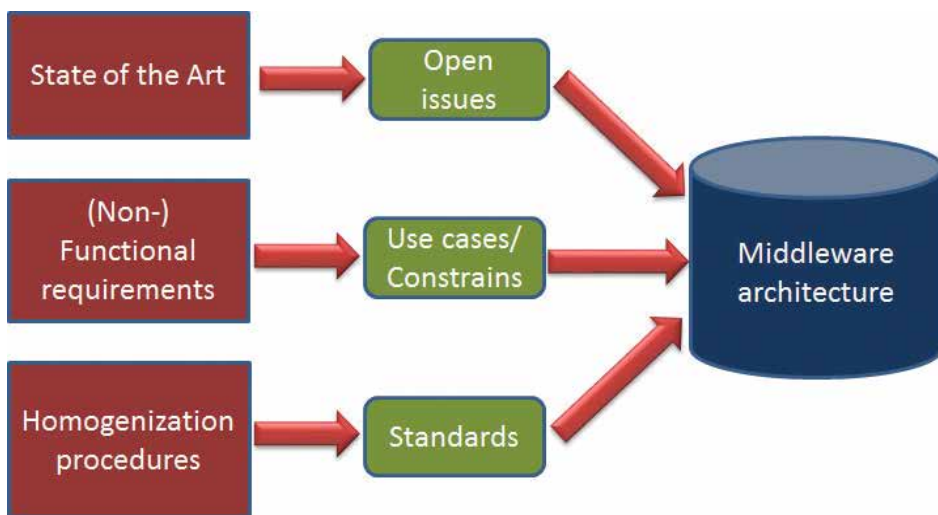 State of the Art
Open
issues
(Non-)
Functional
requirements
Use cases/
Constrains
Middleware
architecture
Homogenization
procedures
Standards